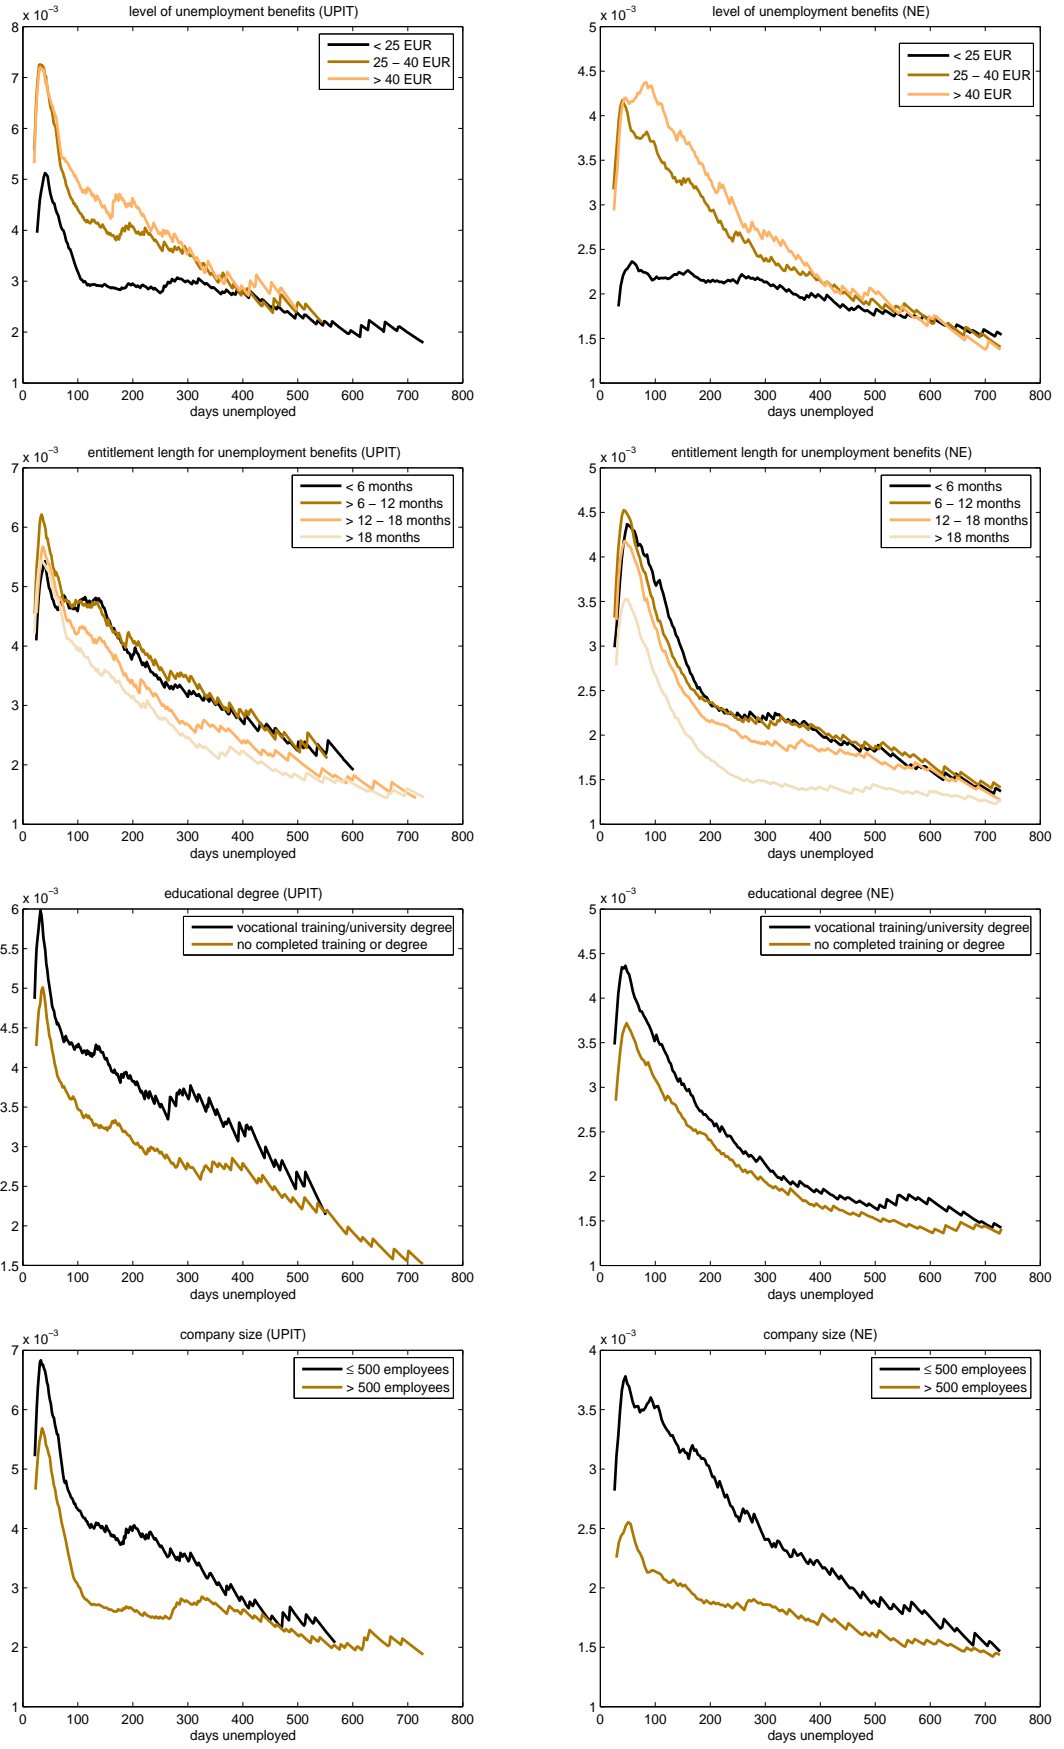 level of unemployment benefits (UPIT)
x 10−3
8
7
6
5
4
3
2
1
0 100 200 300 400 500 600 700 800
days unemployed
< 25 EUR
25 − 40 EUR
> 40 EUR
level of unemployment benefits (NE)
x 10−3
5
4.5
4
3.5
3
2.5
2
1.5
1
0 100 200 300 400 500 600 700 800
days unemployed
< 25 EUR
25 − 40 EUR
> 40 EUR
entitlement length for unemployment benefits (UPIT)
x 10−3
7
6
5
4
3
2
1
0 100 200 300 400 500 600 700 800
days unemployed
< 6 months
> 6 − 12 months
> 12 − 18 months
> 18 months
entitlement length for unemployment benefits (NE)
x 10−3
5
4.5
4
3.5
3
2.5
2
1.5
1
0 100 200 300 400 500 600 700 800
days unemployed
< 6 months
6 − 12 months
12 − 18 months
> 18 months
educational degree (UPIT)
x 10−3
6
5.5
5
4.5
4
3.5
3
2.5
2
1.5
0 100 200 300 400 500 600 700 800
days unemployed
vocational training/university degree
no completed training or degree
educational degree (NE)
x 10−3
5
4.5
4
3.5
3
2.5
2
1.5
1
0 100 200 300 400 500 600 700 800
days unemployed
vocational training/university degree
no completed training or degree
company size (UPIT)
x 10−3
7
6
5
4
3
2
1
0 100 200 300 400 500 600 700 800
days unemployed
≤ 500 employees
> 500 employees
company size (NE)
x 10−3
4
3.5
3
2.5
2
1.5
1
0 100 200 300 400 500 600 700 800
days unemployed
≤ 500 employees
> 500 employees